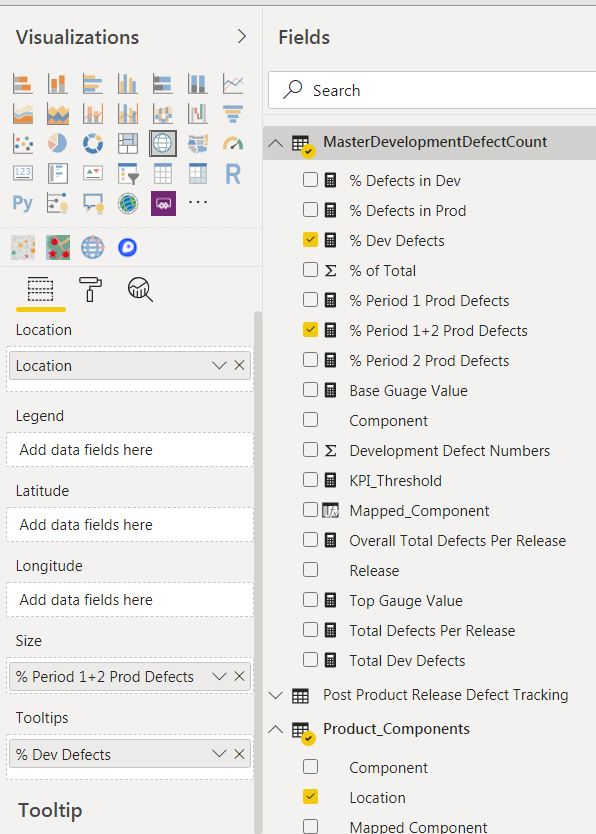 Visualizations
123
R
Py
Location
Location
Legend
Add data fields here
Latitude
Add data fields here
Longitude
Add data fields here
Size
% Period 1+2 Prod Defects
Tooltips
% Dev Defects
Tooltip
Fields
Search
MasterDevelopmentDefectCount
% Defects in Dev
% Defects in Prod
% Dev Defects
% of Total
% Period 1 Prod Defects
% Period 1+2 Prod Defects
% Period 2 Prod Defects
Base Guage Value
Component
Development Defect Numbers
KPI_Threshold
Mapped_Component
Overall Total Defects Per Release
Release
Top Gauge Value
Total Defects Per Release
Total Dev Defects
Post Product Release Defect Tracking
Product_Components
Component
Location
Mapped Component